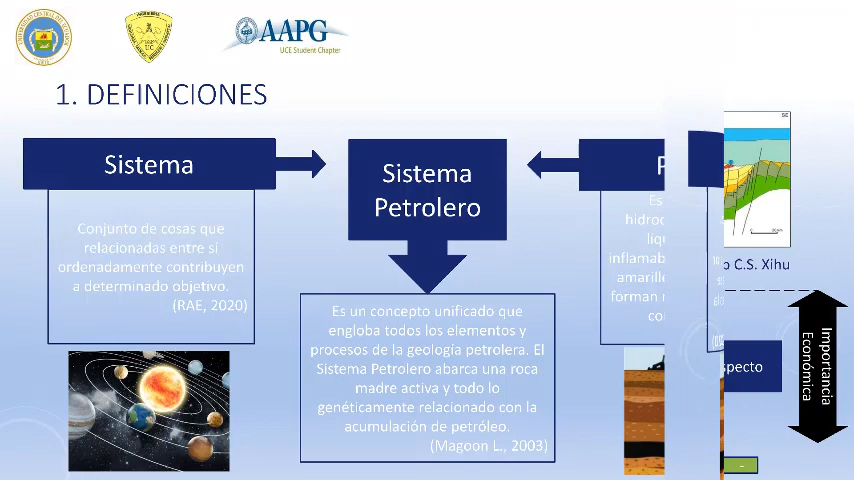 AAPG
UCE Student Chapter
1. DEFINICIONES
Sistema
Conjunto de cosas que
relacionadas entre sí
ordenadamente contribuyen
a determinado objetivo.
(RAE, 2020)
Sistema
Petrolero
Es un concepto unificado que
engloba todos los elementos y
procesos de la geología petrolera. El
Sistema Petrolero abarca una roca
madre activa y todo lo
genéticamente relacionado con la
acumulación de petróleo.
(Magoon L., 2003)
P
Es
hidroc
líqu
inflamab
amarille
forman
co
SE
C.S. Xihu
specto
Importancia
Económica